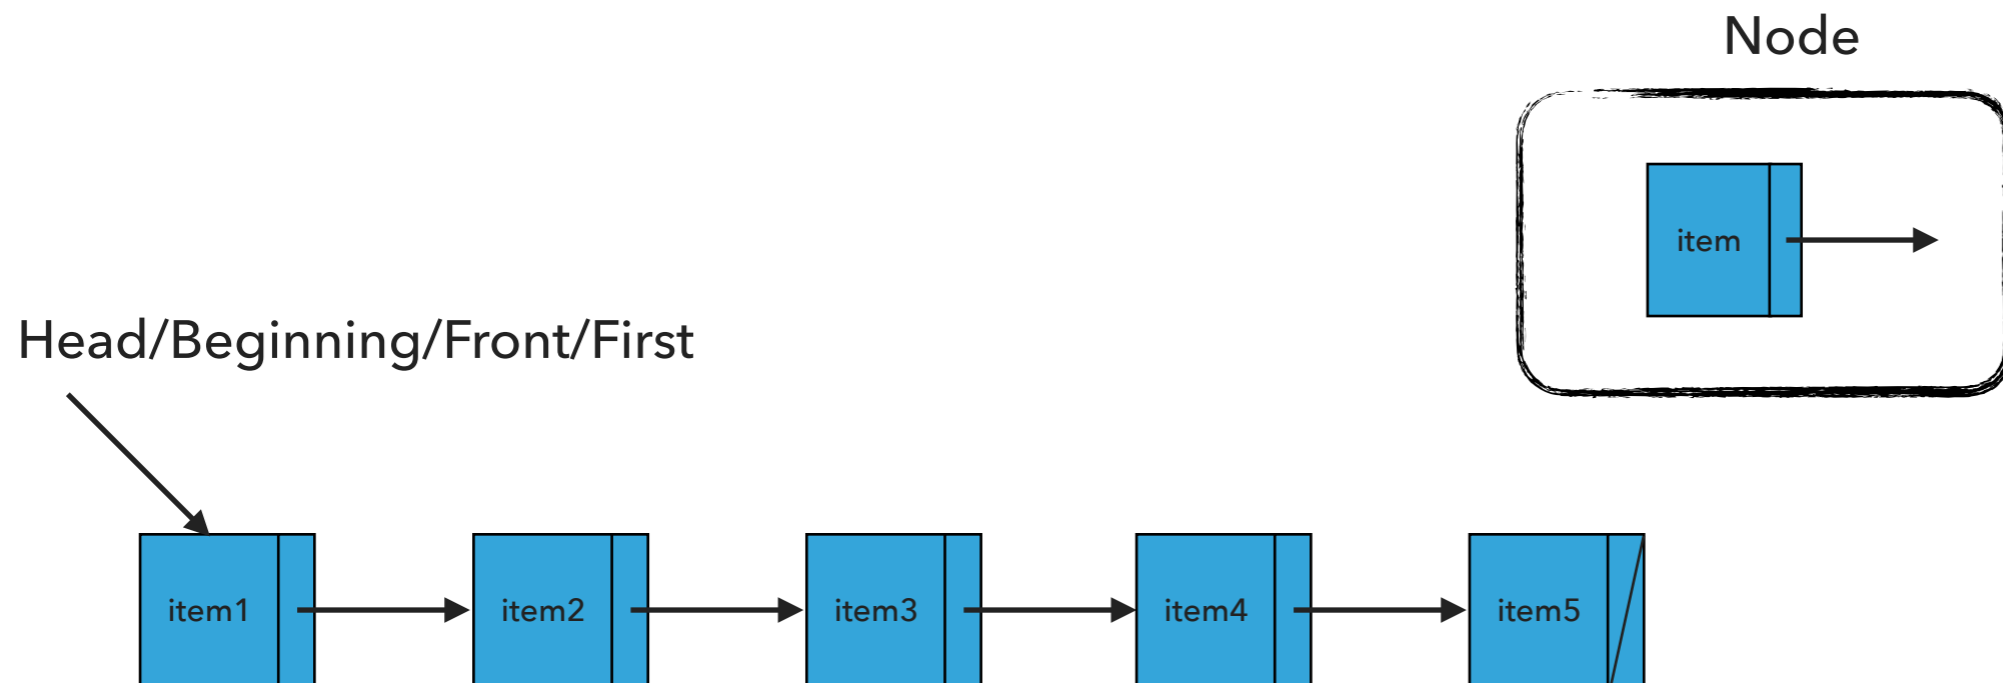 Node
item
Head/Beginning/Front/First
item1 item2 item3 item4 item5